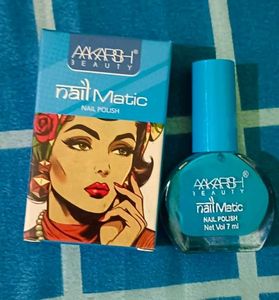 AAKARSH
BEAUTY
nail Matic
NAIL POLISH
AAKARSH
BEAUTY
nail Matic
NAIL POLISH
Net Vol 7 ml